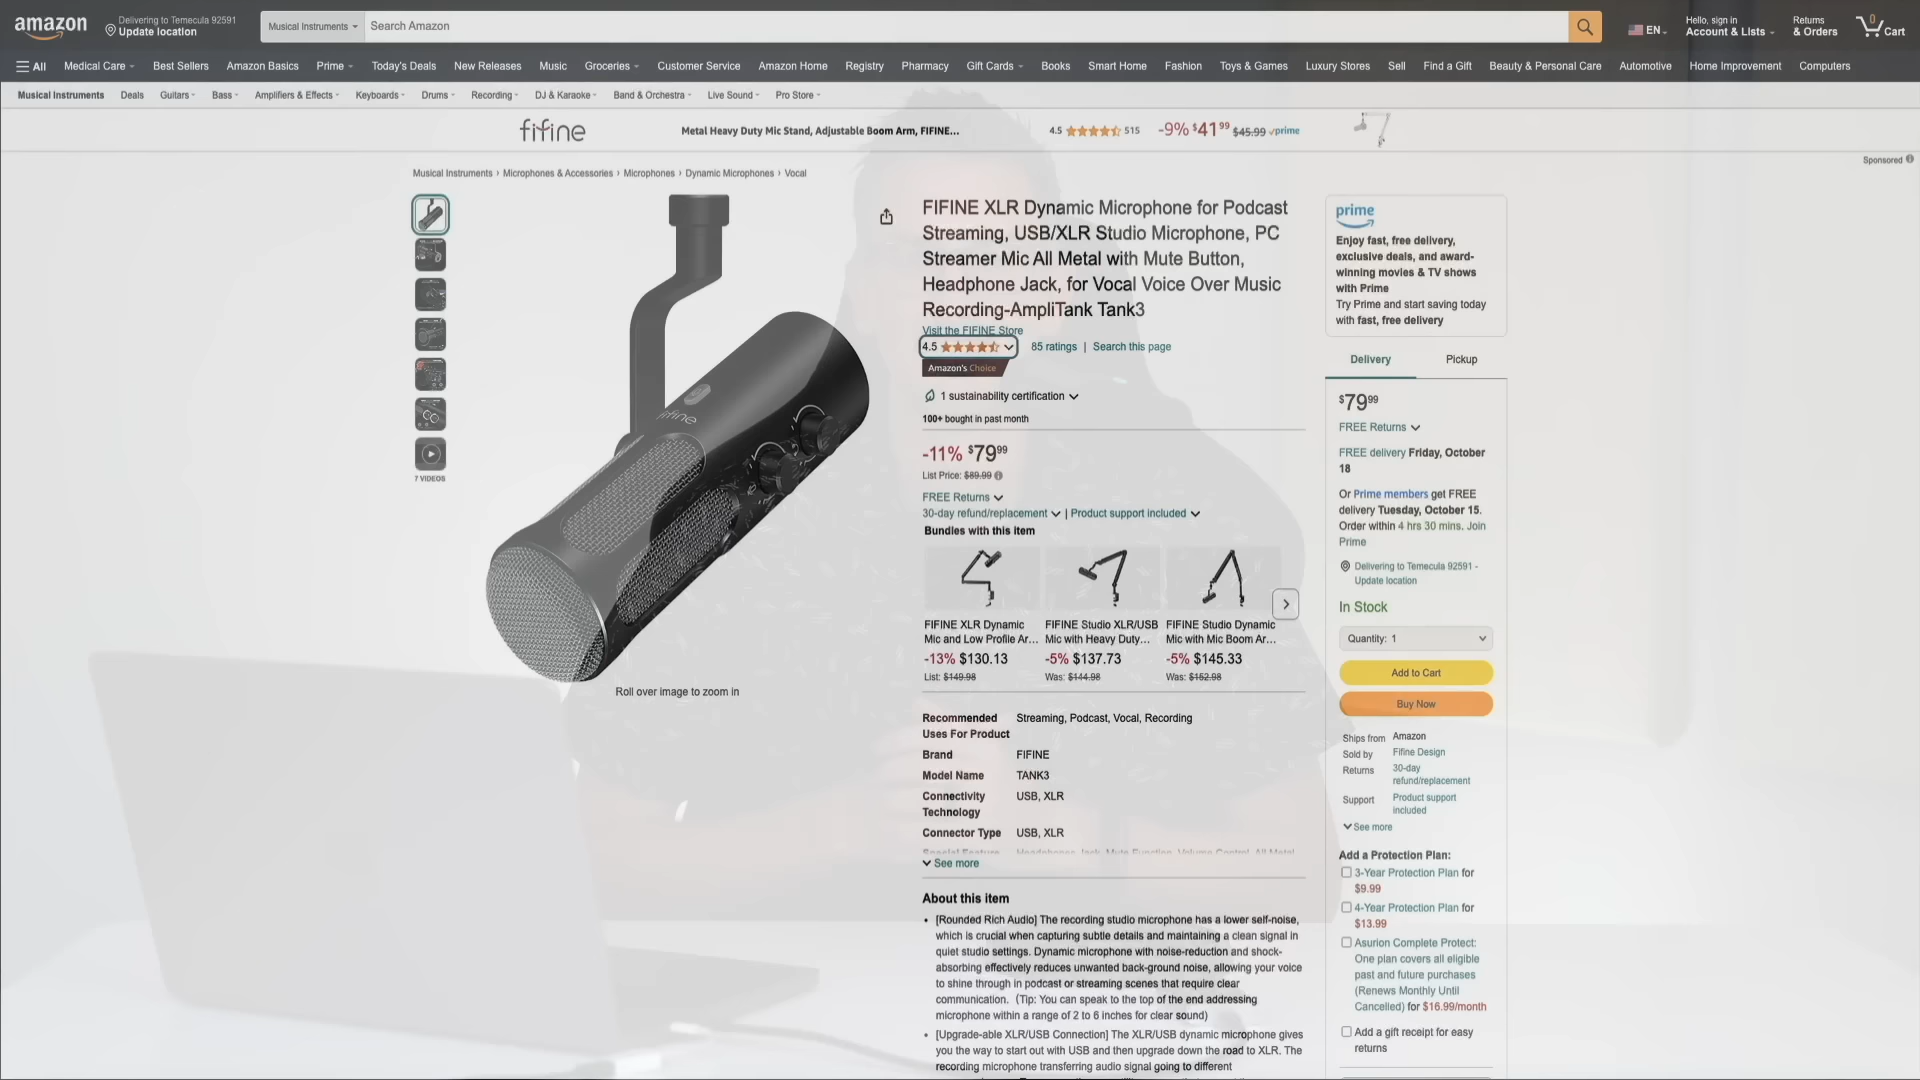 amazon
Delivering to Temecula 92591
Update location
Musical Instruments
Search Amazon
EN
Hello, sign in
Account & Lists
Returns
& Orders
0
Cart
All
Medical Care
Best Sellers
Amazon Basics
Prime
Today's Deals
New Releases
Music
Groceries
Customer Service
Amazon Home
Registry
Pharmacy
Gift Cards
Books
Smart Home
Fashion
Toys & Games
Luxury Stores
Sell
Find a Gift
Beauty & Personal Care
Automotive
Home Improvement
Computers
Musical Instruments
Deals
Guitars
Bass
Amplifiers & Effects
Keyboards
Drums
Recording
DJ & Karaoke
Band & Orchestra
Live Sound
Pro Store
fifine
Metal Heavy Duty Mic Stand, Adjustable Boom Arm, FIFINE...
4.5
515
-9% $41 99 $45.99 prime
Sponsored
Musical Instruments › Microphones & Accessories › Microphones › Dynamic Microphones › Vocal
7 VIDEOS
fifine
Roll over image to zoom in
FIFINE XLR Dynamic Microphone for Podcast
Streaming, USB/XLR Studio Microphone, PC
Streamer Mic All Metal with Mute Button,
Headphone Jack, for Vocal Voice Over Music
Recording-AmpliTank Tank3
Visit the FIFINE Store
4.5
85 ratings | Search this page
Amazon's Choice
1 sustainability certification
100+ bought in past month
-11% $79 99
List Price: $89.99
FREE Returns
30-day refund/replacement | Product support included
Bundles with this item
FIFINE XLR Dynamic
Mic and Low Profile Ar...
-13% $130.13
List: $149.98
FIFINE Studio XLR/USB
Mic with Heavy Duty...
-5% $137.73
Was: $144.98
FIFINE Studio Dynamic
Mic with Mic Boom Ar...
-5% $145.33
Was: $152.98
Recommended Uses For Product
Streaming, Podcast, Vocal, Recording
Brand
FIFINE
Model Name
TANK3
Connectivity Technology
USB, XLR
Connector Type
USB, XLR
Special Feature
Headphones Jack, Mute Function, Volume Control, All Metal
See more
About this item
• [Rounded Rich Audio] The recording studio microphone has a lower self-noise,
which is crucial when capturing subtle details and maintaining a clean signal in
quiet studio settings. Dynamic microphone with noise-reduction and shock-
absorbing effectively reduces unwanted back-ground noise, allowing your voice
to shine through in podcast or streaming scenes that require clear
communication. (Tip: You can speak to the top of the end addressing
microphone within a range of 2 to 6 inches for clear sound)
• [Upgrade-able XLR/USB Connection] The XLR/USB dynamic microphone gives
you the way to start out with USB and then upgrade down the road to XLR. The
recording microphone transferring audio signal going to different
prime
Enjoy fast, free delivery,
exclusive deals, and award-
winning movies & TV shows
with Prime
Try Prime and start saving today
with fast, free delivery
Delivery
Pickup
$79 99
FREE Returns
FREE delivery Friday, October
18
Or Prime members get FREE
delivery Tuesday, October 15.
Order within 4 hrs 30 mins. Join
Prime
Delivering to Temecula 92591 -
Update location
In Stock
Quantity: 1
Add to Cart
Buy Now
Ships from
Amazon
Sold by
Fifine Design
Returns
30-day
refund/replacement
Support
Product support
included
See more
Add a Protection Plan:
3-Year Protection Plan for
$9.99
4-Year Protection Plan for
$13.99
Asurion Complete Protect:
One plan covers all eligible
past and future purchases
(Renews Monthly Until
Cancelled) for $16.99/month
Add a gift receipt for easy
returns